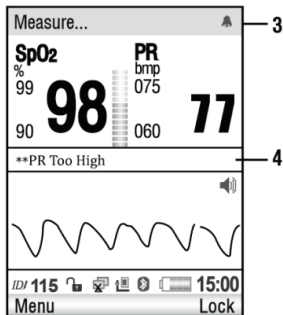 Measure... 3
SpO2 PR
% bmp
99 98 075 77
90 060
**PR Too High 4
ID/ 115 15:00
Menu Lock